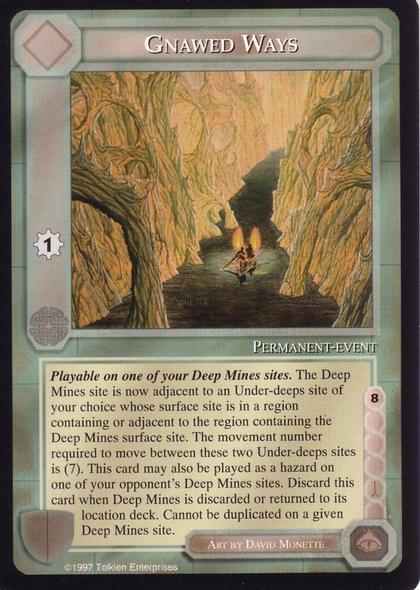 GNAWED WAYS
1
PERMANENT-EVENT
Playable on one of your Deep Mines sites. The Deep
Mines site is now adjacent to an Under-deeps site of
your choice whose surface site is in a region
containing or adjacent to the region containing the
Deep Mines surface site. The movement number
required to move between these two Under-deeps sites
is (7). This card may also be played as a hazard on
one of your opponent's Deep Mines sites. Discard this
card when Deep Mines is discarded or returned to its
location deck. Cannot be duplicated on a given
Deep Mines site.
8
ART BY DAVID MONETTE
©1997 Tolkien Enterprises